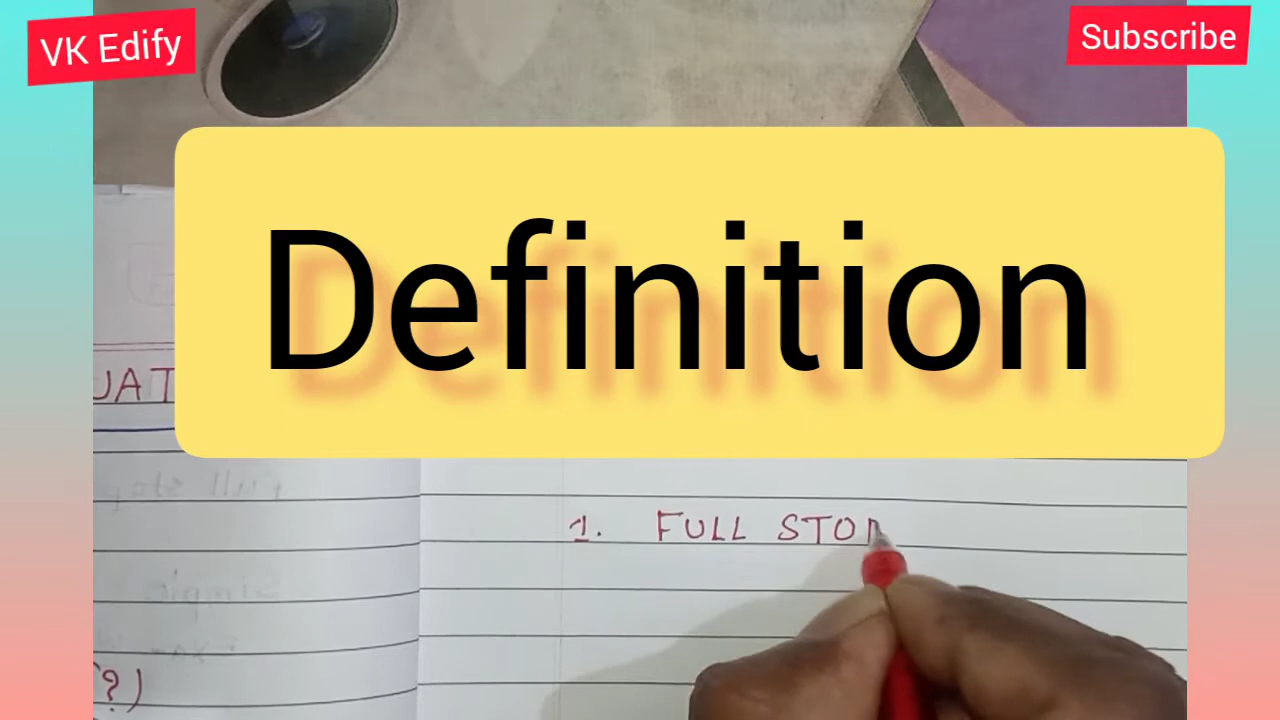 VK Edify
Subscribe
Definition
UAT
1. FULL STOP
(?)